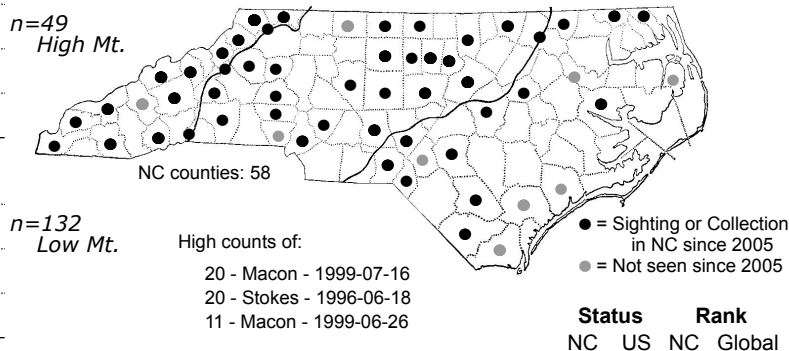 n=49
High Mt.
NC counties: 58
n=132
Low Mt.
High counts of:
20 - Macon - 1999-07-16
20 - Stokes - 1996-06-18
11 - Macon - 1999-06-26
● = Sighting or Collection
in NC since 2005
● = Not seen since 2005
Status Rank
NC US NC Global